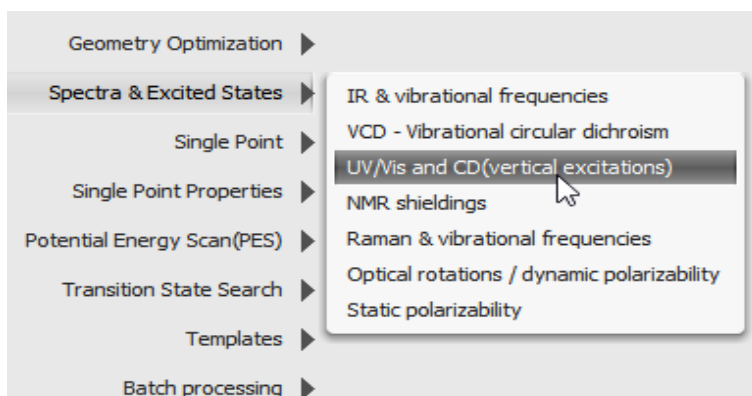 Geometry Optimization
Spectra & Excited States
Single Point
Single Point Properties
Potential Energy Scan(PES)
Transition State Search
Templates
Batch processing
IR & vibrational frequencies
VCD - Vibrational circular dichroism
UV/Vis and CD(vertical excitations)
NMR shieldings
Raman & vibrational frequencies
Optical rotations / dynamic polarizability
Static polarizability